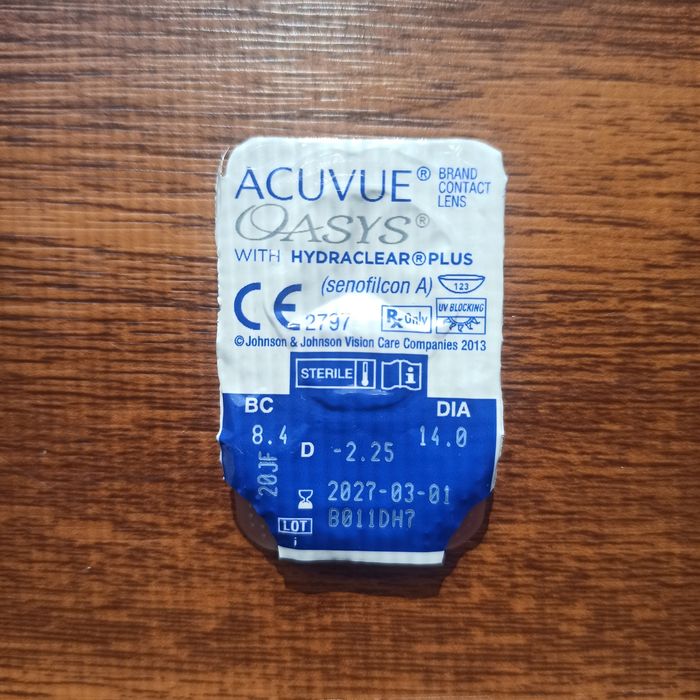 ACUVUE® BRAND
CONTACT
LENS
OASYS®
WITH HYDRACLEAR® PLUS
(senofilcon A) 123
CE 2797 Rx Only UV BLOCKING
© Johnson & Johnson Vision Care Companies 2013
STERILE i
BC DIA
8.4 D -2.25 14.0
20JF
2027-03-01
LOT B011DH7
i